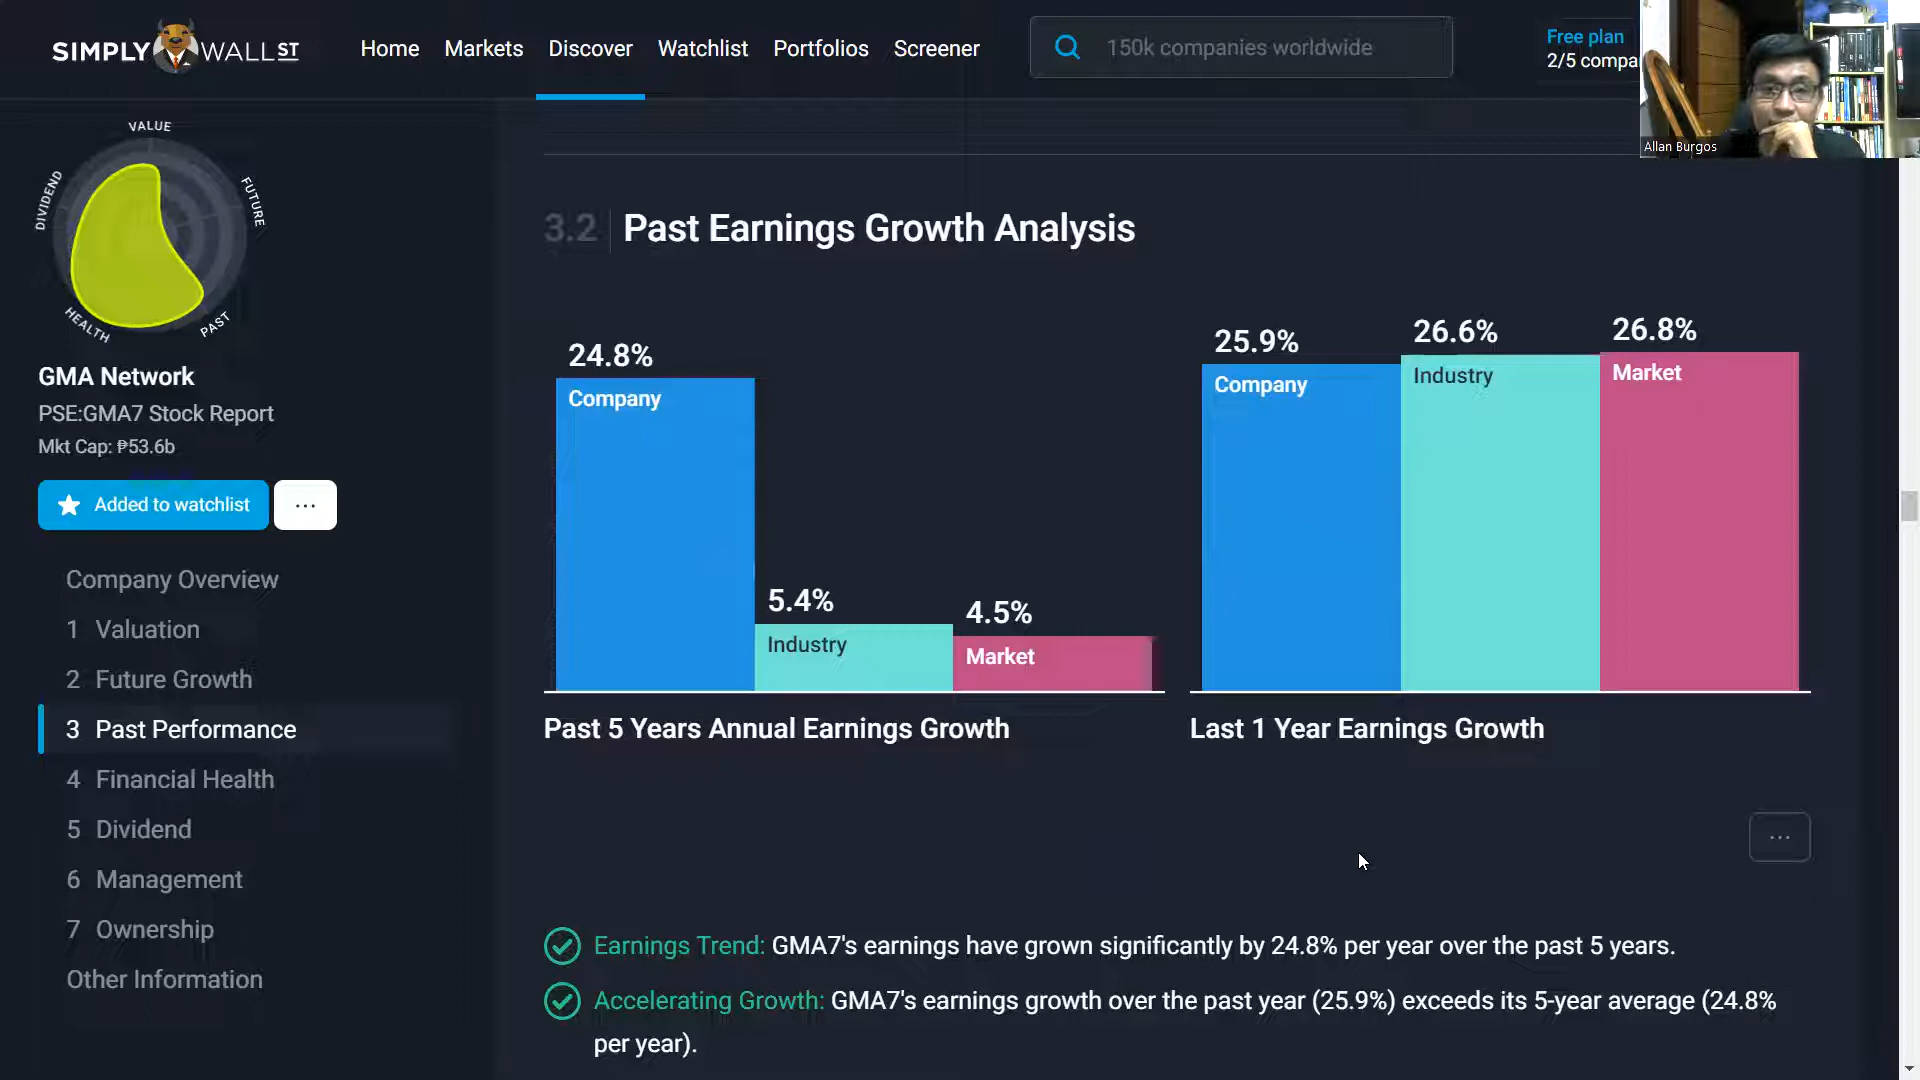 SIMPLY WALL ST
Home Markets Discover Watchlist Portfolios Screener
150k companies worldwide
Free plan
2/5 compa
Allan Burgos
VALUE
FUTURE
PAST
HEALTH
DIVIDEND
GMA Network
PSE:GMA7 Stock Report
Mkt Cap: ₱53.6b
Added to watchlist
...
Company Overview
1 Valuation
2 Future Growth
3 Past Performance
4 Financial Health
5 Dividend
6 Management
7 Ownership
Other Information
3.2 Past Earnings Growth Analysis
24.8%
Company
5.4%
Industry
4.5%
Market
Past 5 Years Annual Earnings Growth
25.9%
Company
26.6%
Industry
26.8%
Market
Last 1 Year Earnings Growth
...
Earnings Trend: GMA7's earnings have grown significantly by 24.8% per year over the past 5 years.
Accelerating Growth: GMA7's earnings growth over the past year (25.9%) exceeds its 5-year average (24.8%
per year).